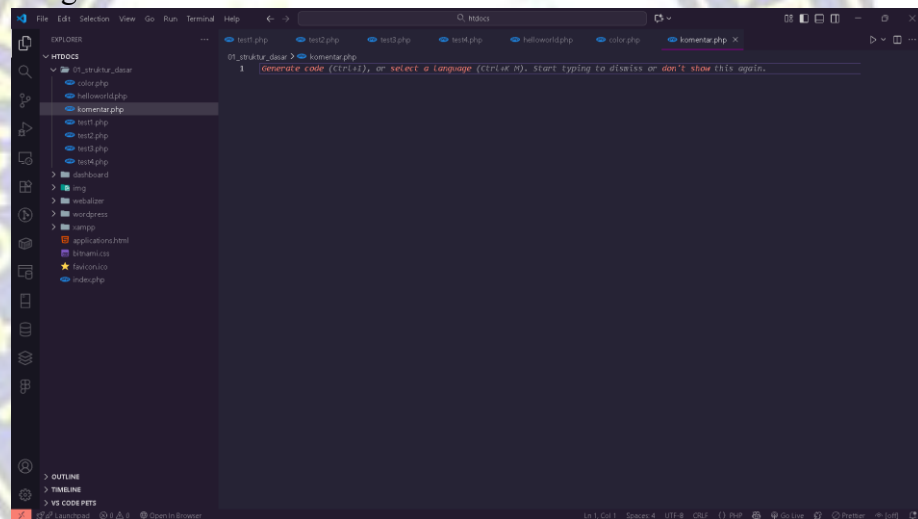 File Edit Selection View Go Run Terminal Help
htdocs
EXPLORER
test1.php test2.php test3.php test4.php helloworld.php color.php komentar.php
HTDOCS
01_struktur_dasar > komentar.php
1 Generate code (Ctrl+I), or select a language (Ctrl+K M). Start typing to dismiss or don't show this again.
01_struktur_dasar
color.php
helloworld.php
komentar.php
test1.php
test2.php
test3.php
test4.php
dashboard
img
webalizer
wordpress
xampp
applications.html
bitnami.css
favicon.ico
index.php
OUTLINE
TIMELINE
VS CODE PETS
Launchpad 0 0 Open in Browser Ln 1, Col 1 Spaces: 4 UTF-8 CRLF {} PHP Go Live Prettier [off]